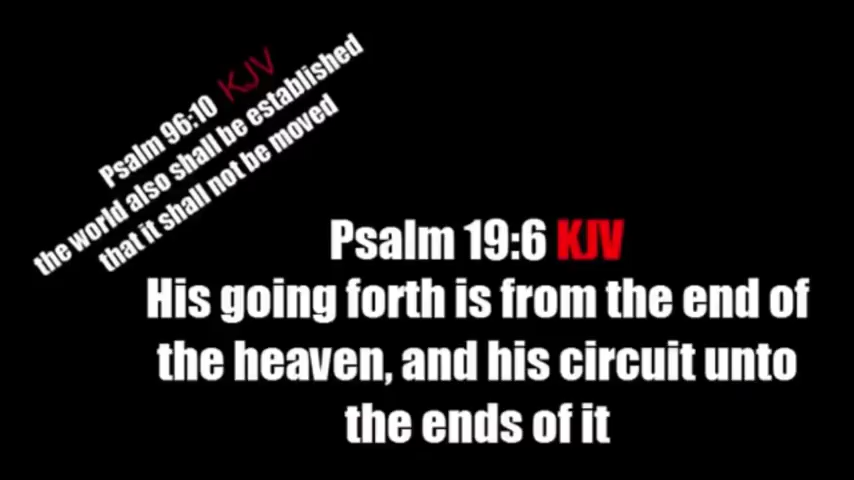 Psalm 96:10 KJV
the world also shall be established
that it shall not be moved
Psalm 19:6 KJV
His going forth is from the end of
the heaven, and his circuit unto
the ends of it